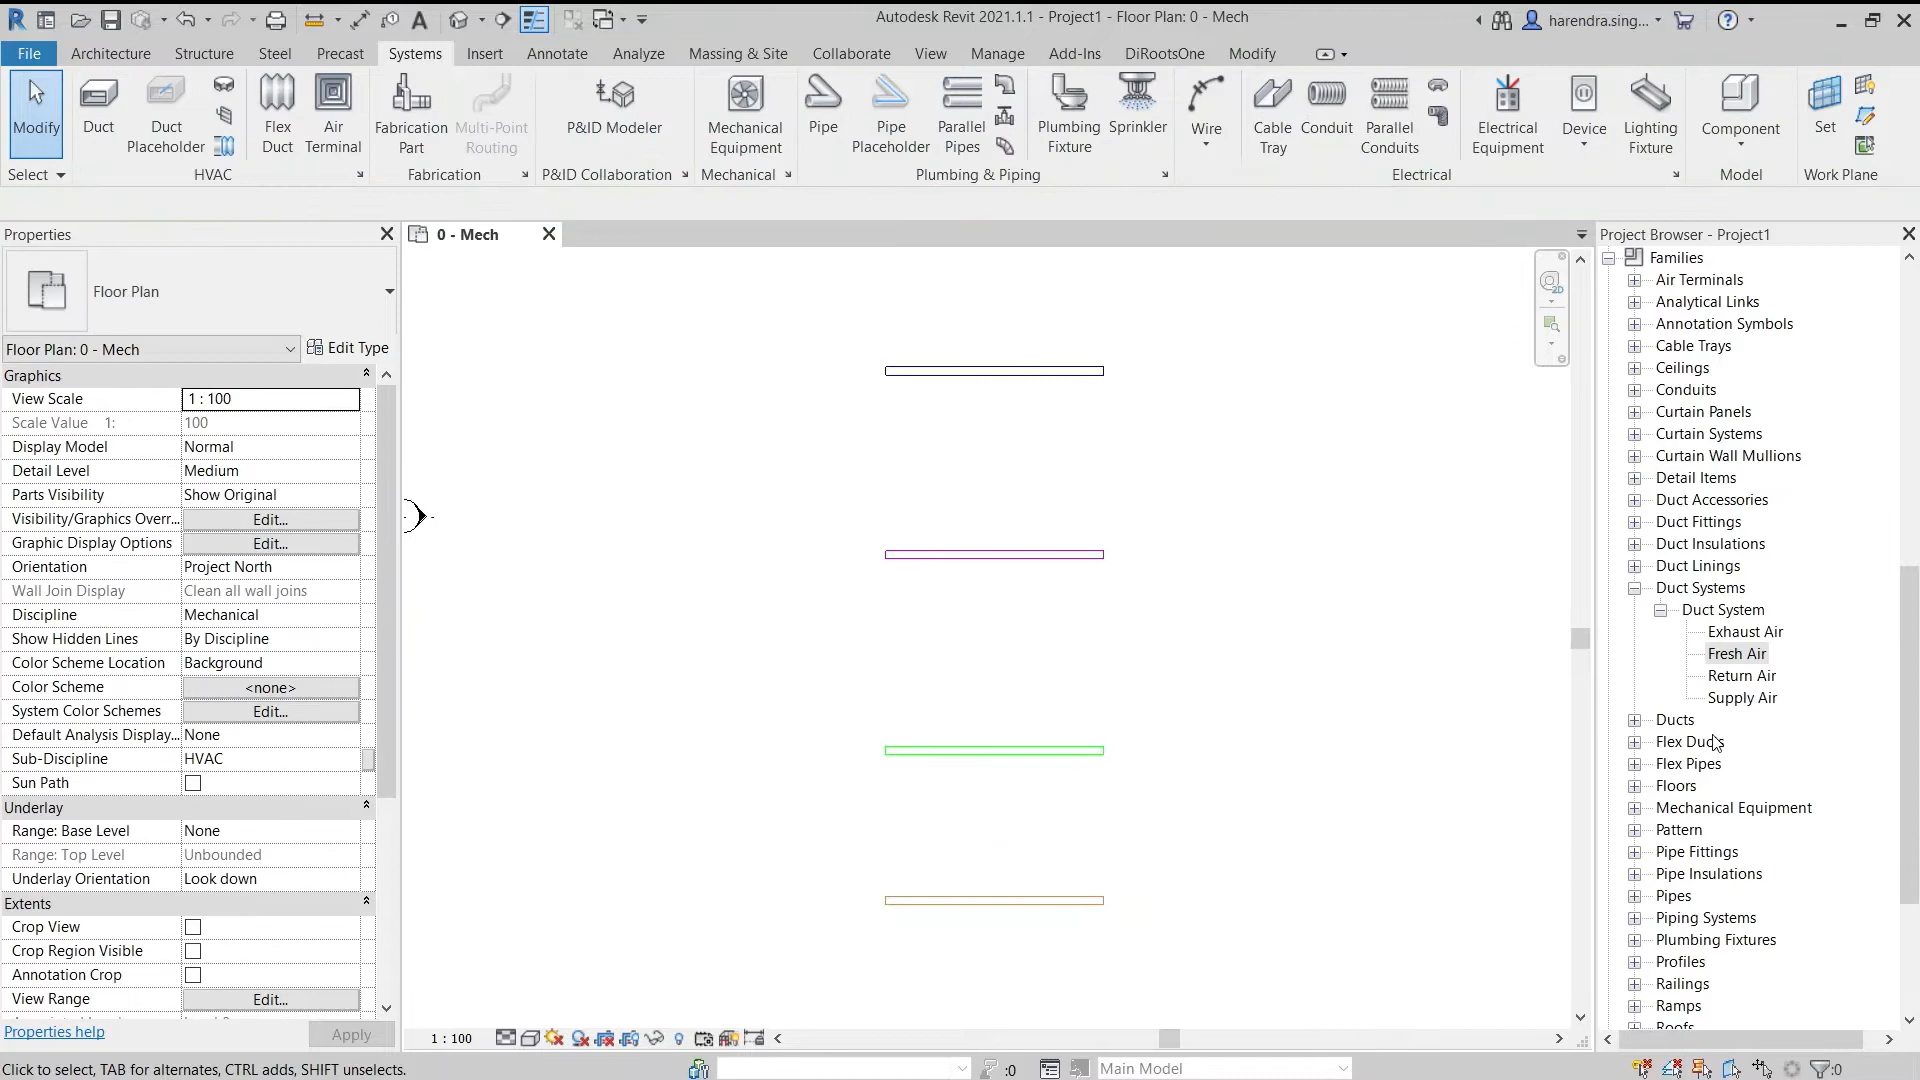 Autodesk Revit 2021.1.1 - Project1 - Floor Plan: 0 - Mech
harendra.sing...
File
Architecture
Structure
Steel
Precast
Systems
Insert
Annotate
Analyze
Massing & Site
Collaborate
View
Manage
Add-Ins
DiRootsOne
Modify
Modify
Duct
Duct
Placeholder
Flex
Duct
Air
Terminal
Fabrication
Part
Multi-Point
Routing
P&ID Modeler
Mechanical
Equipment
Pipe
Pipe
Placeholder
Parallel
Pipes
Plumbing
Fixture
Sprinkler
Wire
Cable
Tray
Conduit
Parallel
Conduits
Electrical
Equipment
Device
Lighting
Fixture
Component
Set
Select
HVAC
Fabrication
P&ID Collaboration
Mechanical
Plumbing & Piping
Electrical
Model
Work Plane
Properties
Floor Plan
Floor Plan: 0 - Mech
Edit Type
Graphics
View Scale 1 : 100
Scale Value 1: 100
Display Model Normal
Detail Level Medium
Parts Visibility Show Original
Visibility/Graphics Overr... Edit...
Graphic Display Options Edit...
Orientation Project North
Wall Join Display Clean all wall joins
Discipline Mechanical
Show Hidden Lines By Discipline
Color Scheme Location Background
Color Scheme <none>
System Color Schemes Edit...
Default Analysis Display... None
Sub-Discipline HVAC
Sun Path
Underlay
Range: Base Level None
Range: Top Level Unbounded
Underlay Orientation Look down
Extents
Crop View
Crop Region Visible
Annotation Crop
View Range Edit...
Properties help
Apply
0 - Mech
2D
1 : 100
Project Browser - Project1
Families
Air Terminals
Analytical Links
Annotation Symbols
Cable Trays
Ceilings
Conduits
Curtain Panels
Curtain Systems
Curtain Wall Mullions
Detail Items
Duct Accessories
Duct Fittings
Duct Insulations
Duct Linings
Duct Systems
Duct System
Exhaust Air
Fresh Air
Return Air
Supply Air
Ducts
Flex Ducts
Flex Pipes
Floors
Mechanical Equipment
Pattern
Pipe Fittings
Pipe Insulations
Pipes
Piping Systems
Plumbing Fixtures
Profiles
Railings
Ramps
Roofs
Click to select, TAB for alternates, CTRL adds, SHIFT unselects.
:0
Main Model
:0